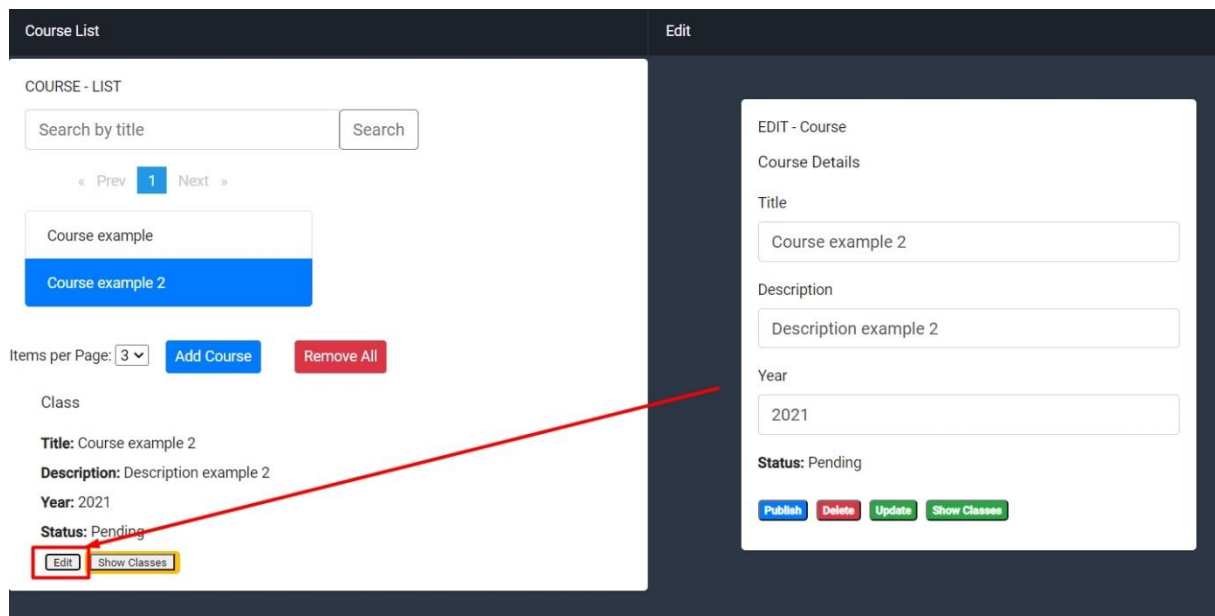 Course List
COURSE - LIST
Search by title Search
« Prev 1 Next »
Course example
Course example 2
Items per Page: 3 Add Course Remove All
Class
Title: Course example 2
Description: Description example 2
Year: 2021
Status: Pending
Edit Show Classes
Edit
EDIT - Course
Course Details
Title
Course example 2
Description
Description example 2
Year
2021
Status: Pending
Publish Delete Update Show Classes